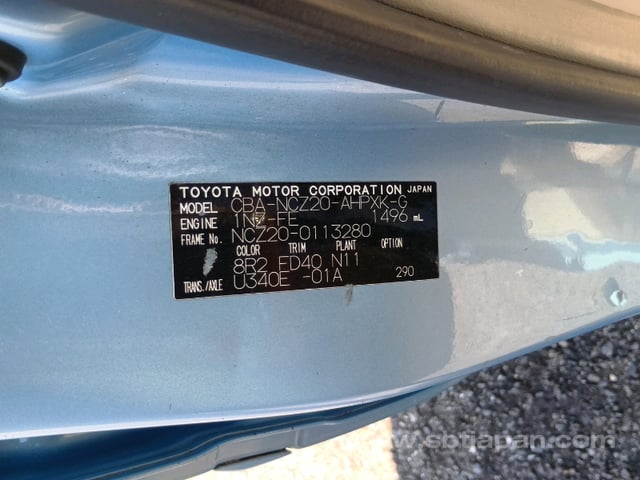 TOYOTA MOTOR CORPORATION JAPAN
MODEL CBA-NCZ20-AHPXK-G
ENGINE 1NZ-FE 1496 mL
FRAME No. NCZ20-0113280
COLOR TRIM PLANT OPTION
8R2 ED40 N11
TRANS./AXLE U340E -01A 290
www.sbtjapan.com